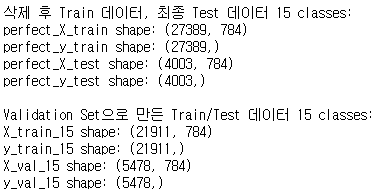 삭제 후 Train 데이터, 최종 Test 데이터 15 classes:
perfect_X_train shape: (27389, 784)
perfect_y_train shape: (27389,)
perfect_X_test shape: (4003, 784)
perfect_y_test shape: (4003,)

Validation Set으로 만든 Train/Test 데이터 15 classes:
X_train_15 shape: (21911, 784)
y_train_15 shape: (21911,)
X_val_15 shape: (5478, 784)
y_val_15 shape: (5478,)